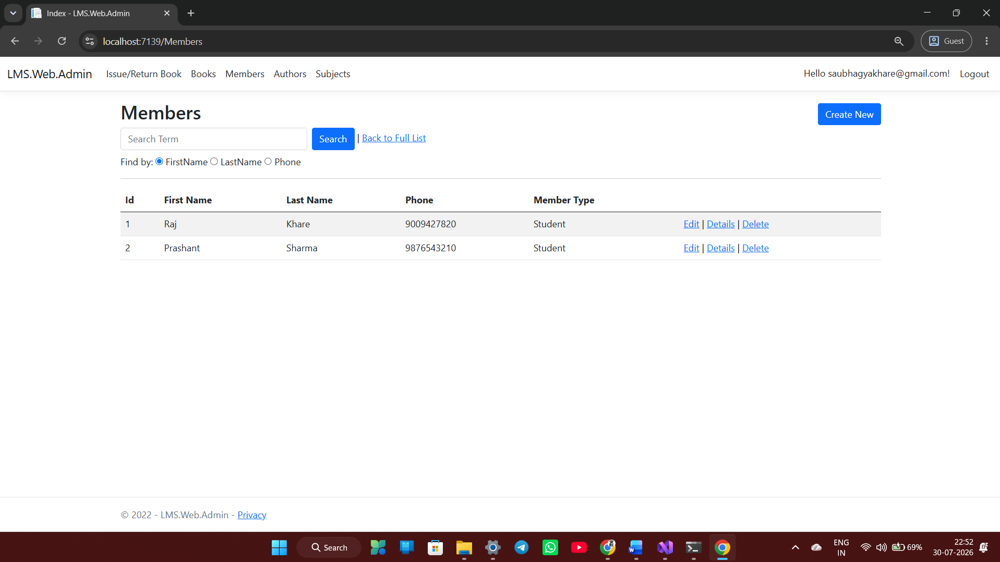 Index - LMS.Web.Admin
localhost:7139/Members
Guest
LMS.Web.Admin Issue/Return Book Books Members Authors Subjects Hello saubhagyakhare@gmail.com! Logout
Members Create New
Search Term Search | Back to Full List
Find by: FirstName LastName Phone
Id First Name Last Name Phone Member Type
1 Raj Khare 9009427820 Student Edit | Details | Delete
2 Prashant Sharma 9876543210 Student Edit | Details | Delete
© 2022 - LMS.Web.Admin - Privacy
Search
ENG
IN
69%
22:52
30-07-2026